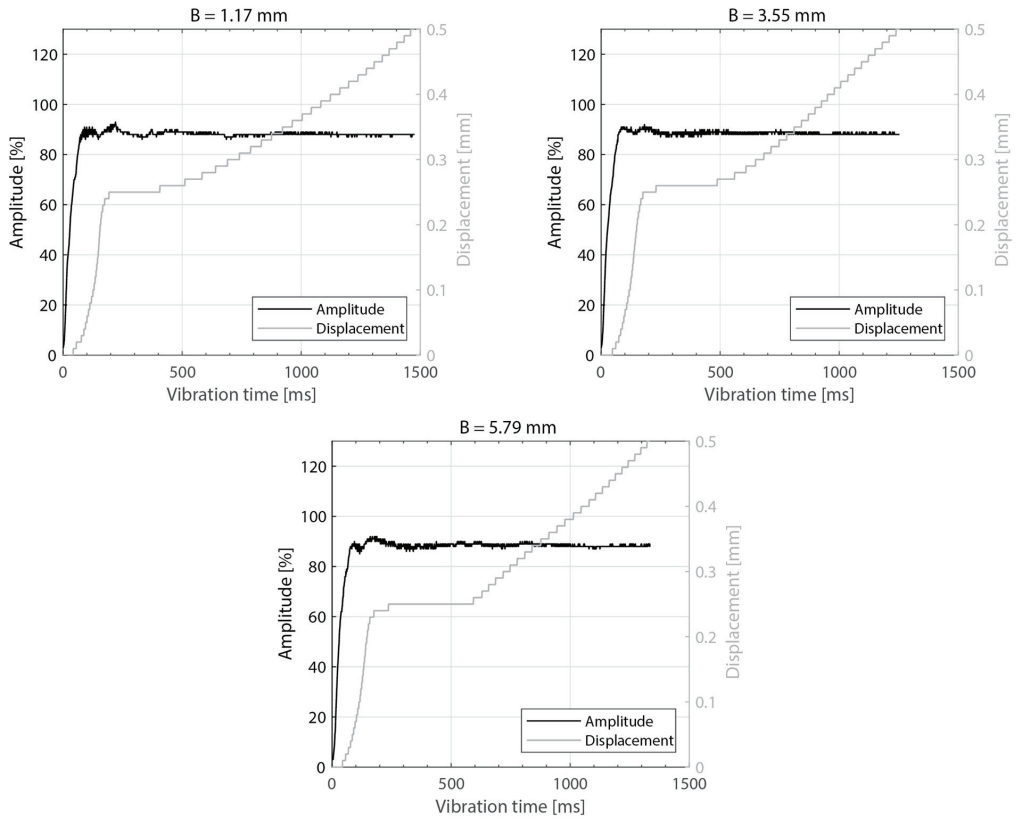 B = 1.17 mm
120
100
80
60
40
20
0
Amplitude [%]
0.5
0.4
0.3
0.2
0.1
0
Displacement [mm]
Amplitude
Displacement
0 500 1000 1500
Vibration time [ms]
B = 3.55 mm
120
100
80
60
40
20
0
Amplitude [%]
0.5
0.4
0.3
0.2
0.1
0
Displacement [mm]
Amplitude
Displacement
0 500 1000 1500
Vibration time [ms]
B = 5.79 mm
120
100
80
60
40
20
0
Amplitude [%]
0.5
0.4
0.3
0.2
0.1
0
Displacement [mm]
Amplitude
Displacement
0 500 1000 1500
Vibration time [ms]